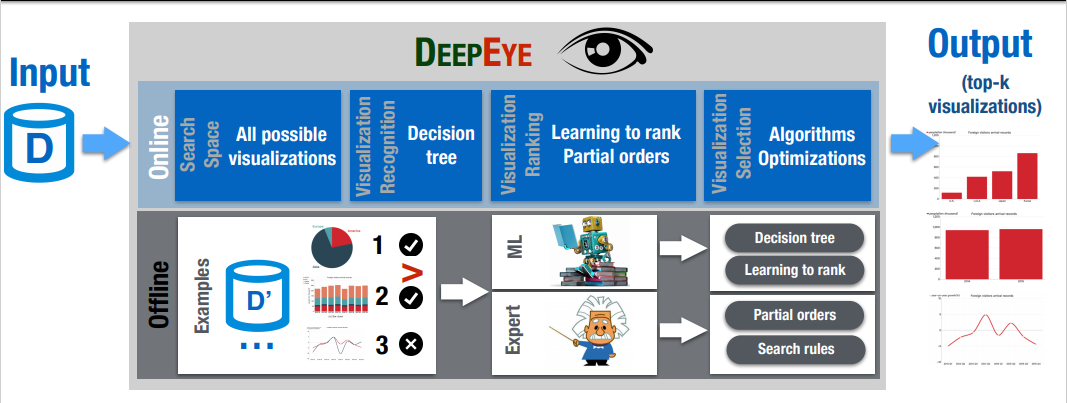 DEEPEYE
Input
D
Output
(top-k
visualizations)
Online
Search
Space
All possible
visualizations
Visualization
Recognition
Decision
tree
Visualization
Ranking
Learning to rank
Partial orders
Visualization
Selection
Algorithms
Optimizations
Offline
Examples
D'
...
1
>
2
3
ML
Expert
Decision tree
Learning to rank
Partial orders
Search rules
Foreign visitors arrival records
Foreign visitors arrival records
Foreign visitors arrival records